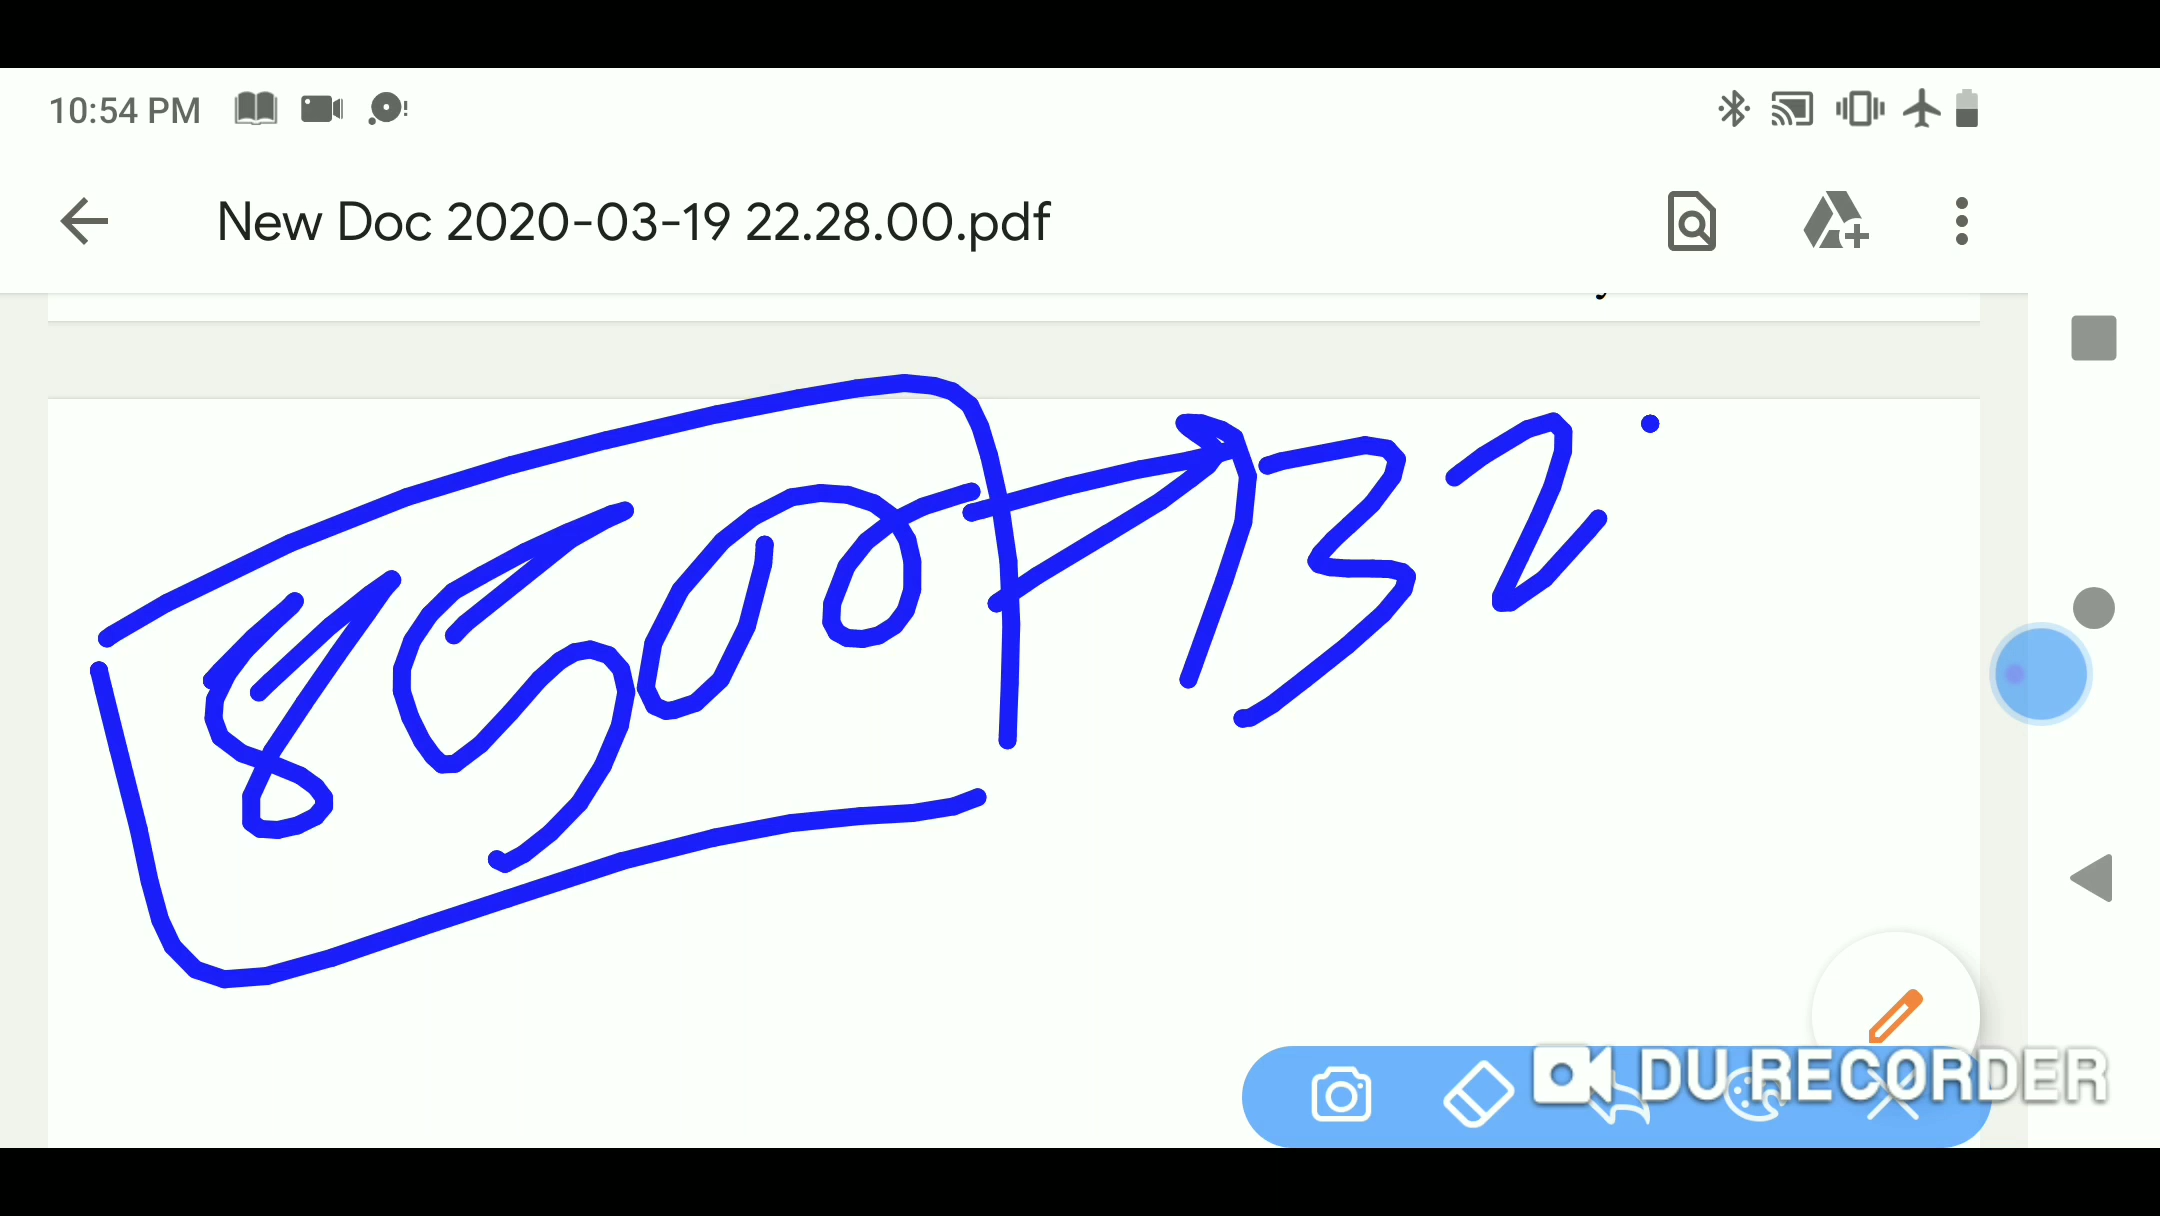 10:54 PM
New Doc 2020-03-19 22.28.00.pdf
8500 → 132
DU RECORDER